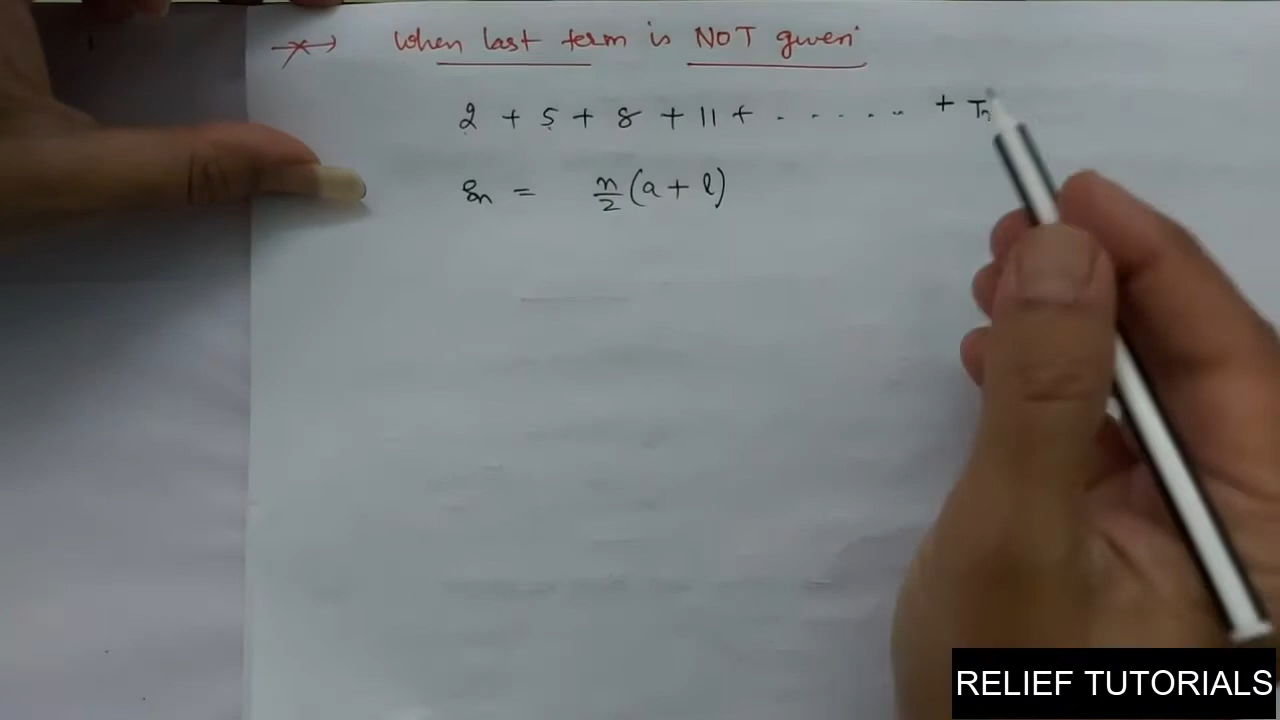 When last term is NOT given
2 + 5 + 8 + 11 + ...... + Tn
Sn = n/2 (a + l)
RELIEF TUTORIALS